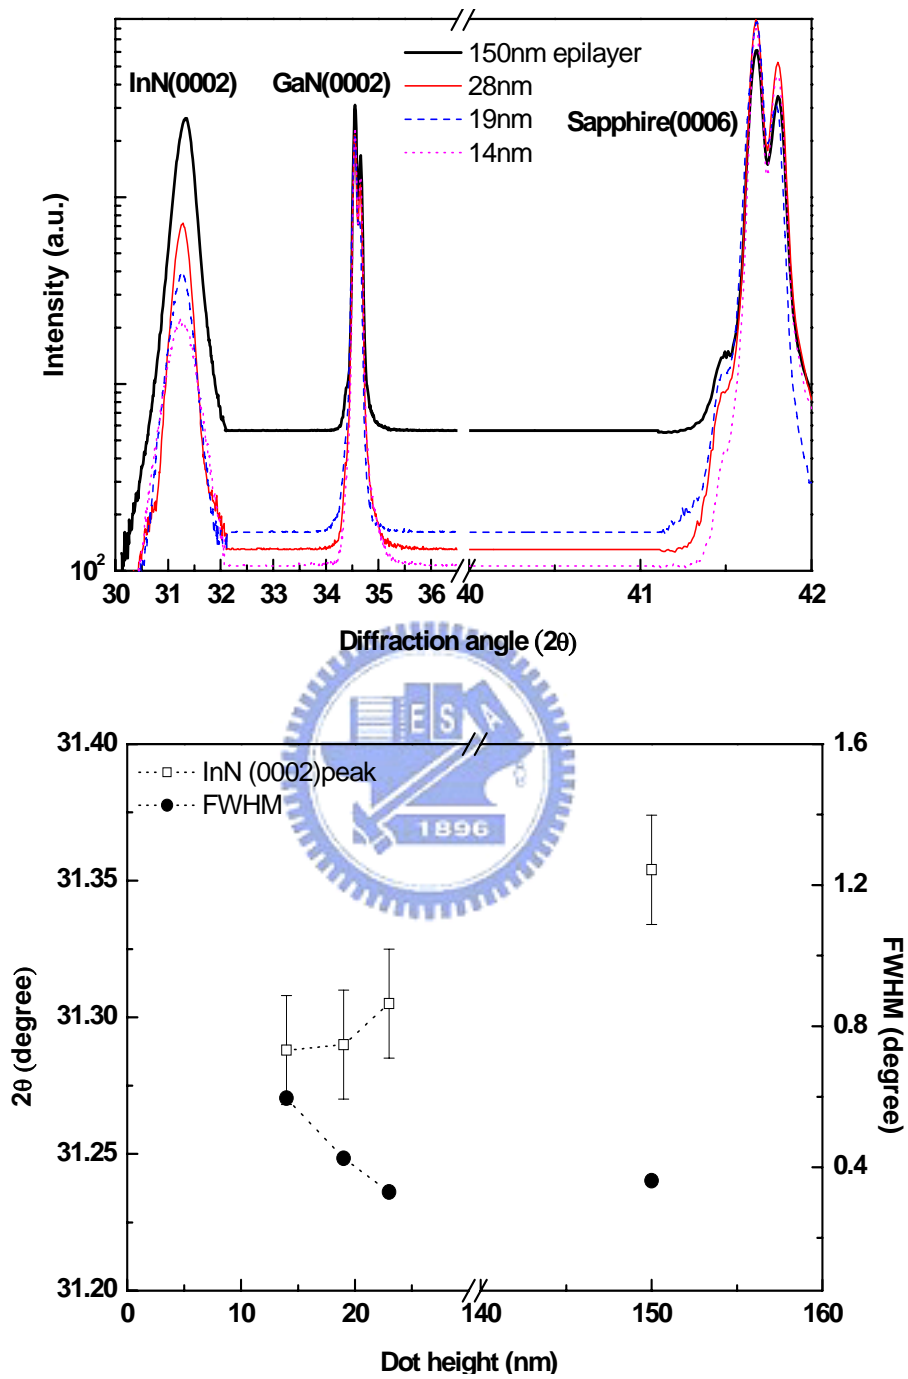 150nm epilayer
InN(0002)
GaN(0002)
28nm
19nm
Sapphire(0006)
14nm
Intensity (a.u.)
10²
30 31 32 33 34 35 36 40 41 42
Diffraction angle (2θ)
E S A
1896
InN (0002)peak
FWHM
31.40
31.35
31.30
31.25
31.20
2θ (degree)
1.6
1.2
0.8
0.4
FWHM (degree)
0 10 20 140 150 160
Dot height (nm)